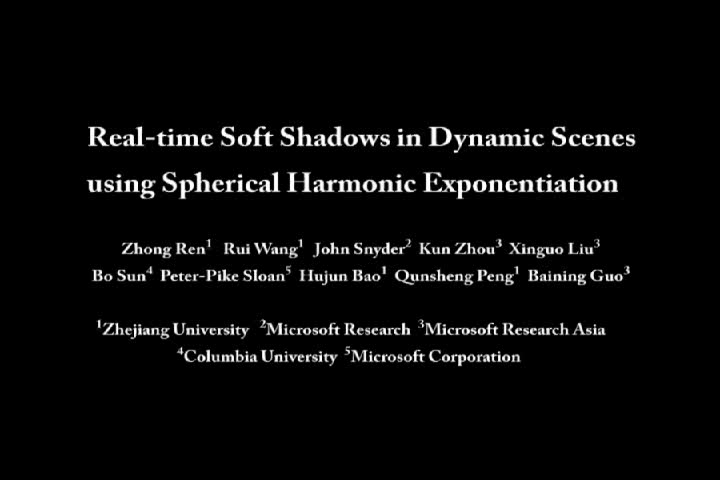 Real-time Soft Shadows in Dynamic Scenes
using Spherical Harmonic Exponentiation
Zhong Ren¹ Rui Wang¹ John Snyder² Kun Zhou³ Xinguo Liu³
Bo Sun⁴ Peter-Pike Sloan⁵ Hujun Bao¹ Qunsheng Peng¹ Baining Guo³
¹Zhejiang University ²Microsoft Research ³Microsoft Research Asia
⁴Columbia University ⁵Microsoft Corporation